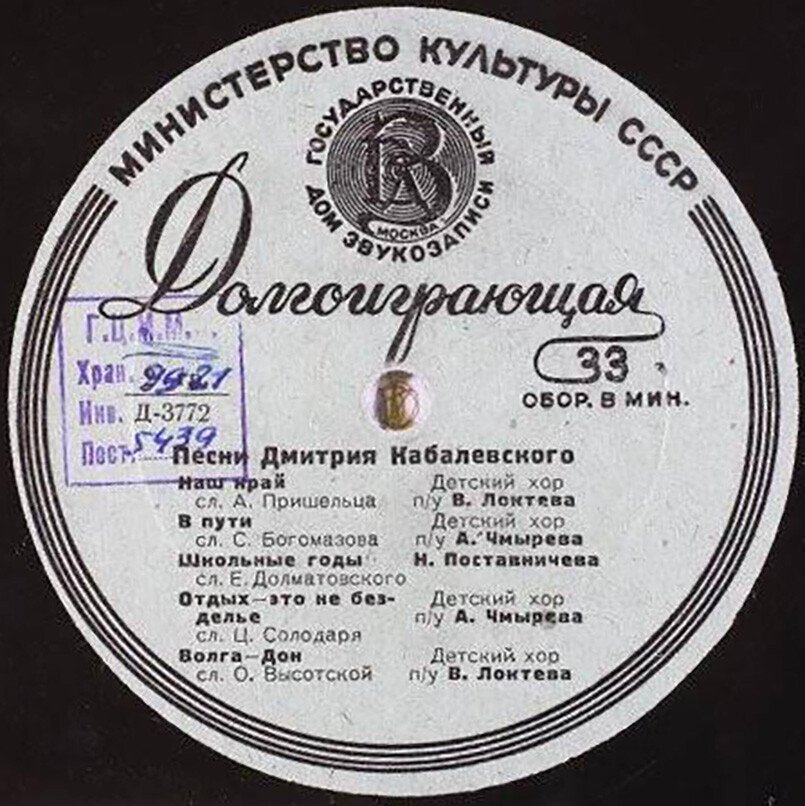 МИНИСТЕРСТВО КУЛЬТУРЫ СССР
ГОСУДАРСТВЕННЫЙ
ДОМ ЗВУКОЗАПИСИ
МОСКВА
Долгоиграющая
33
ОБОР. В МИН.
Г.Ц.М.М.
Хран. 9921
Инв. Д-3772
Пост. 5439
Песни Дмитрия Кабалевского
Наш край Детский хор
сл. А. Пришельца п/у В. Локтева
В пути Детский хор
сл. С. Богомазова п/у А. Чмырева
Школьные годы Н. Поставничева
сл. Е. Долматовского
Отдых—это не без- Детский хор
делье п/у А. Чмырева
сл. Ц. Солодаря
Волга—Дон Детский хор
сл. О. Высотской п/у В. Локтева